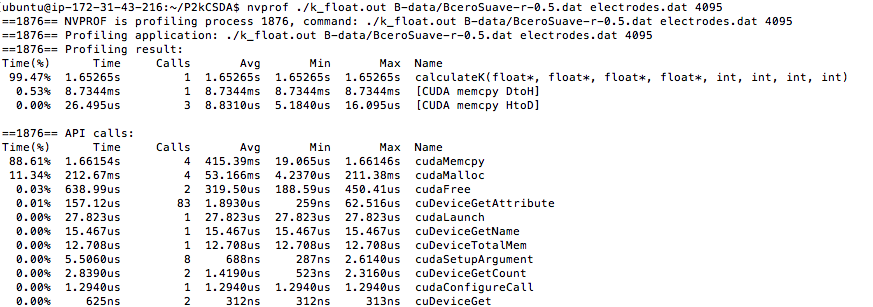 ubuntu@ip-172-31-43-216:~/P2kCSDA$ nvprof ./k_float.out B-data/BceroSuave-r-0.5.dat electrodes.dat 4095
==1876== NVPROF is profiling process 1876, command: ./k_float.out B-data/BceroSuave-r-0.5.dat electrodes.dat 4095
==1876== Profiling application: ./k_float.out B-data/BceroSuave-r-0.5.dat electrodes.dat 4095
==1876== Profiling result:
Time(%)      Time     Calls       Avg       Min       Max  Name
 99.47%  1.65265s         1  1.65265s  1.65265s  1.65265s  calculateK(float*, float*, float*, float*, int, int, int, int)
  0.53%  8.7344ms         1  8.7344ms  8.7344ms  8.7344ms  [CUDA memcpy DtoH]
  0.00%  26.495us         3  8.8310us  5.1840us  16.095us  [CUDA memcpy HtoD]

==1876== API calls:
Time(%)      Time     Calls       Avg       Min       Max  Name
 88.61%  1.66154s         4  415.39ms  19.065us  1.66146s  cudaMemcpy
 11.34%  212.67ms         4  53.166ms  4.2370us  211.38ms  cudaMalloc
  0.03%  638.99us         2  319.50us  188.59us  450.41us  cudaFree
  0.01%  157.12us        83  1.8930us     259ns  62.516us  cuDeviceGetAttribute
  0.00%  27.823us         1  27.823us  27.823us  27.823us  cudaLaunch
  0.00%  15.467us         1  15.467us  15.467us  15.467us  cuDeviceGetName
  0.00%  12.708us         1  12.708us  12.708us  12.708us  cuDeviceTotalMem
  0.00%  5.5060us         8     688ns     287ns  2.6140us  cudaSetupArgument
  0.00%  2.8390us         2  1.4190us     523ns  2.3160us  cuDeviceGetCount
  0.00%  1.2940us         1  1.2940us  1.2940us  1.2940us  cudaConfigureCall
  0.00%     625ns         2     312ns     312ns     313ns  cuDeviceGet